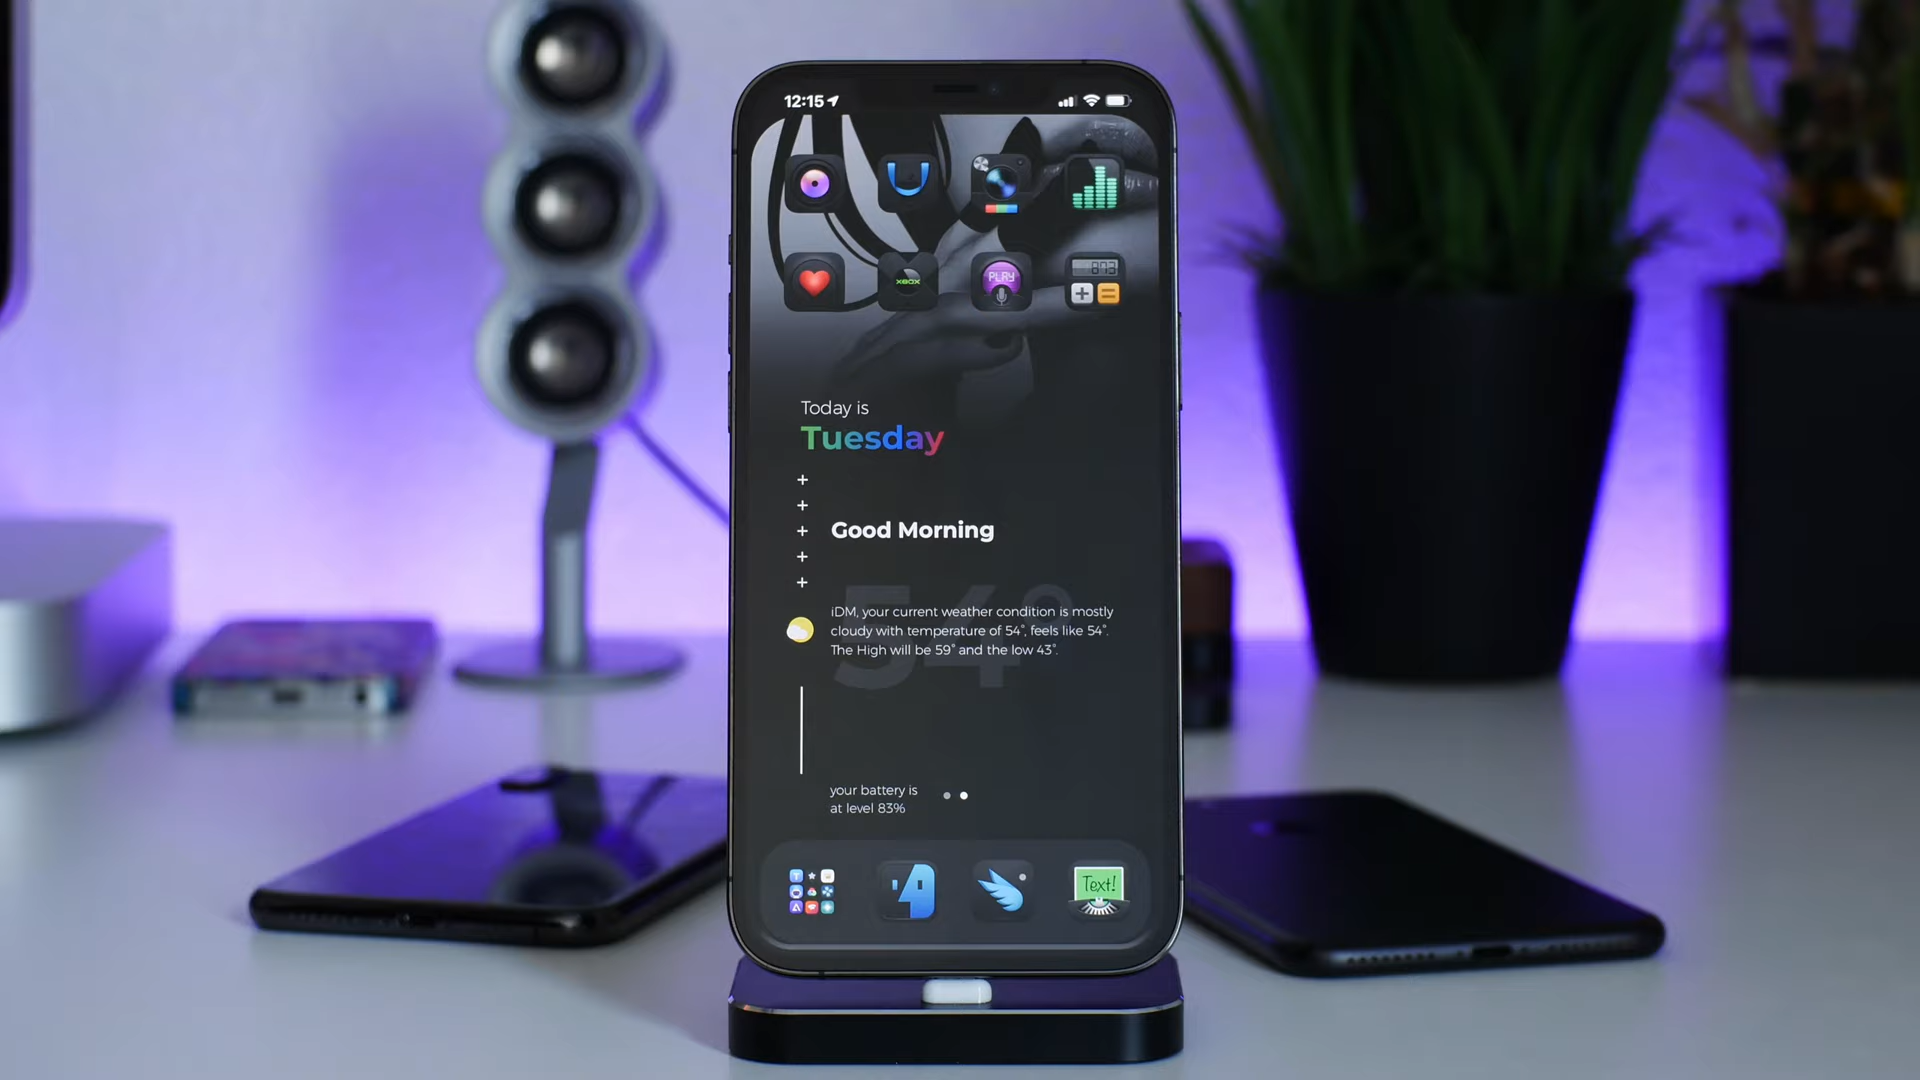 12:15
XBOX
PLAY
873
Today is
Tuesday
Good Morning
54°
iDM, your current weather condition is mostly
cloudy with temperature of 54°, feels like 54°.
The High will be 59° and the low 43°.
your battery is
at level 83%
Text!